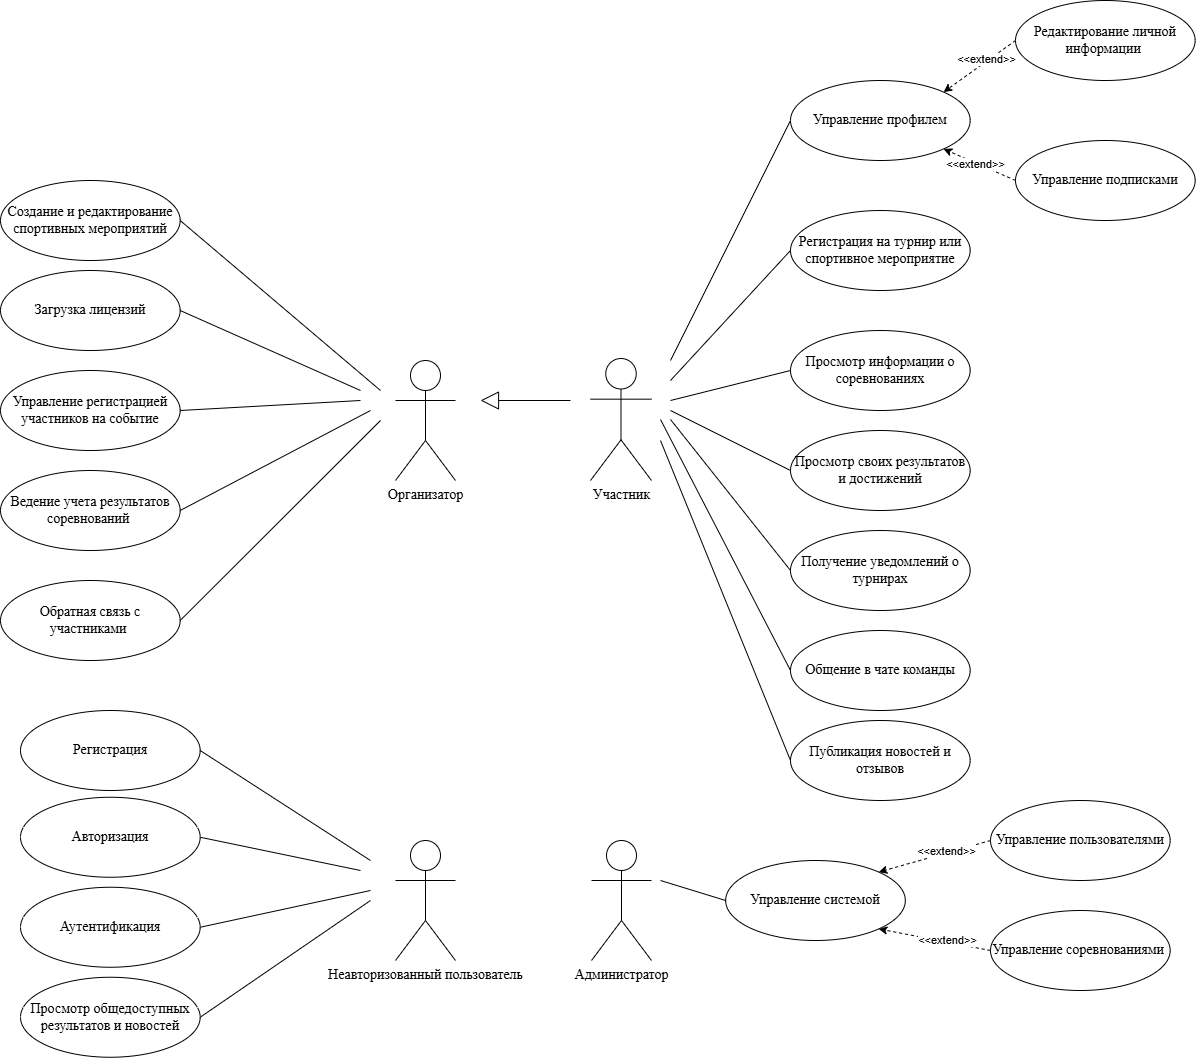 Редактирование личной
информации
<<extend>>
Управление профилем
<<extend>>
Управление подписками
Создание и редактирование
спортивных мероприятий
Регистрация на турнир или
спортивное мероприятие
Загрузка лицензий
Просмотр информации о
соревнованиях
Управление регистрацией
участников на событие
Просмотр своих результатов
и достижений
Организатор
Участник
Ведение учета результатов
соревнований
Получение уведомлений о
турнирах
Обратная связь с
участниками
Общение в чате команды
Регистрация
Публикация новостей и
отзывов
Авторизация
Управление пользователями
<<extend>>
Управление системой
Аутентификация
<<extend>>
Управление соревнованиями
Неавторизованный пользователь
Администратор
Просмотр общедоступных
результатов и новостей